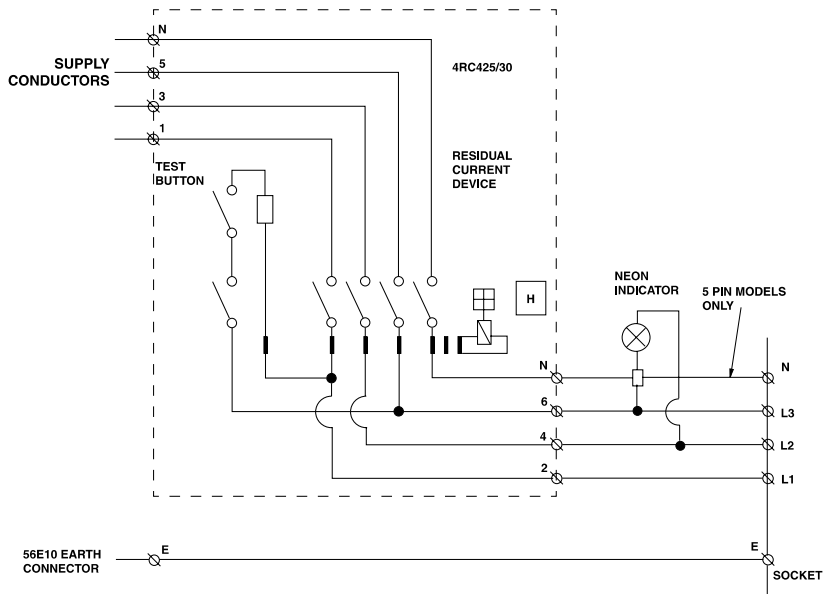 N
SUPPLY
CONDUCTORS
5
4RC425/30
3
1
TEST
BUTTON
RESIDUAL
CURRENT
DEVICE
NEON
INDICATOR
5 PIN MODELS
ONLY
H
N
N
6
L3
4
L2
2
L1
56E10 EARTH
CONNECTOR
E
E
SOCKET